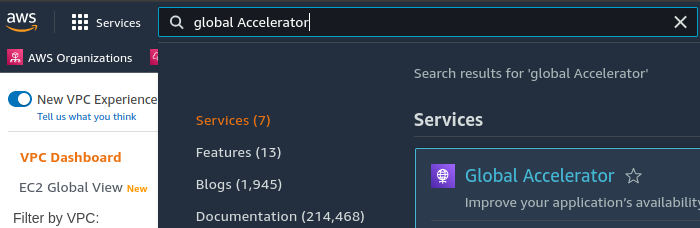 aws
Services
global Accelerator
AWS Organizations
Search results for 'global Accelerator'
New VPC Experience
Tell us what you think
Services (7)
Services
VPC Dashboard
Features (13)
EC2 Global View New
Global Accelerator
Blogs (1,945)
Improve your application's availability
Filter by VPC:
Documentation (214,468)